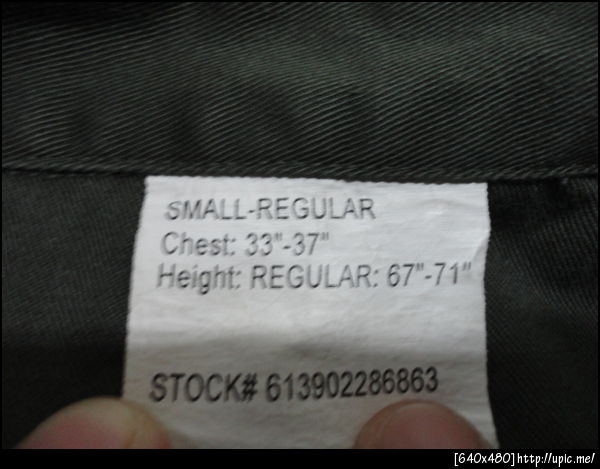 SMALL-REGULAR
Chest: 33"-37"
Height: REGULAR: 67"-71"
STOCK# 613902286863
[640x480]http://upic.me/